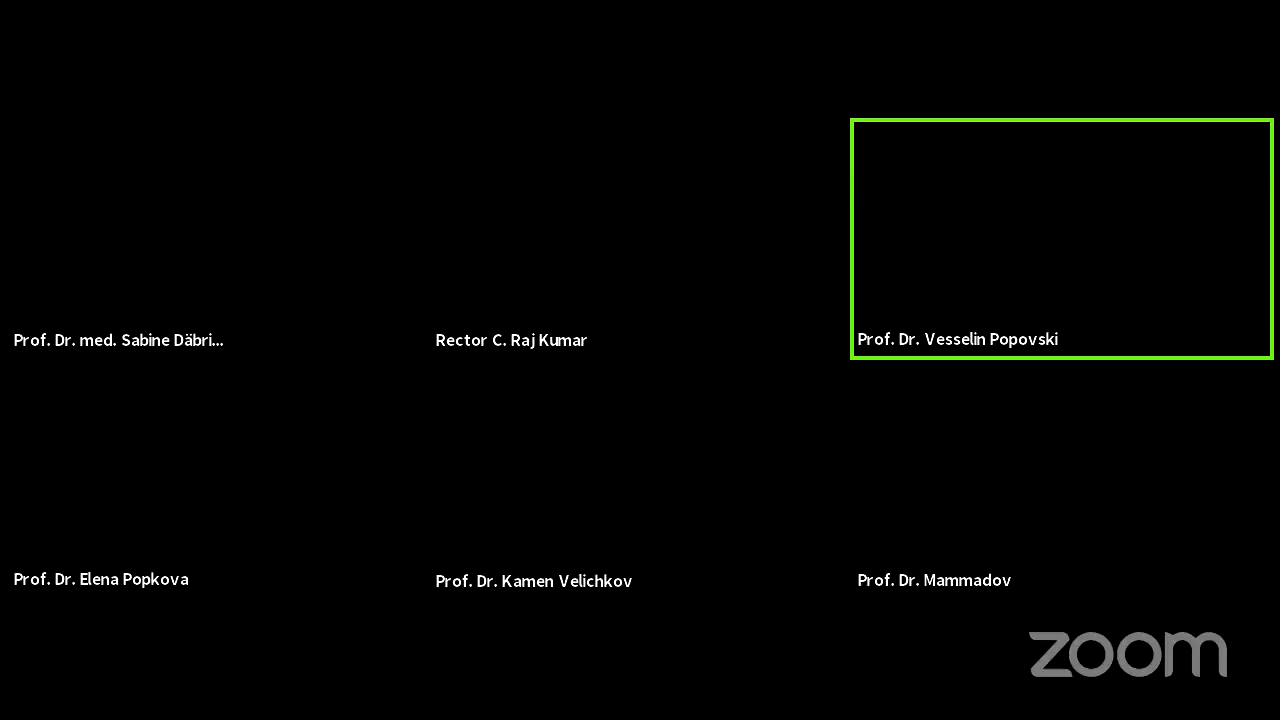 Prof. Dr. med. Sabine Däbri...
Rector C. Raj Kumar
Prof. Dr. Vesselin Popovski
Prof. Dr. Elena Popkova
Prof. Dr. Kamen Velichkov
Prof. Dr. Mammadov
zoom